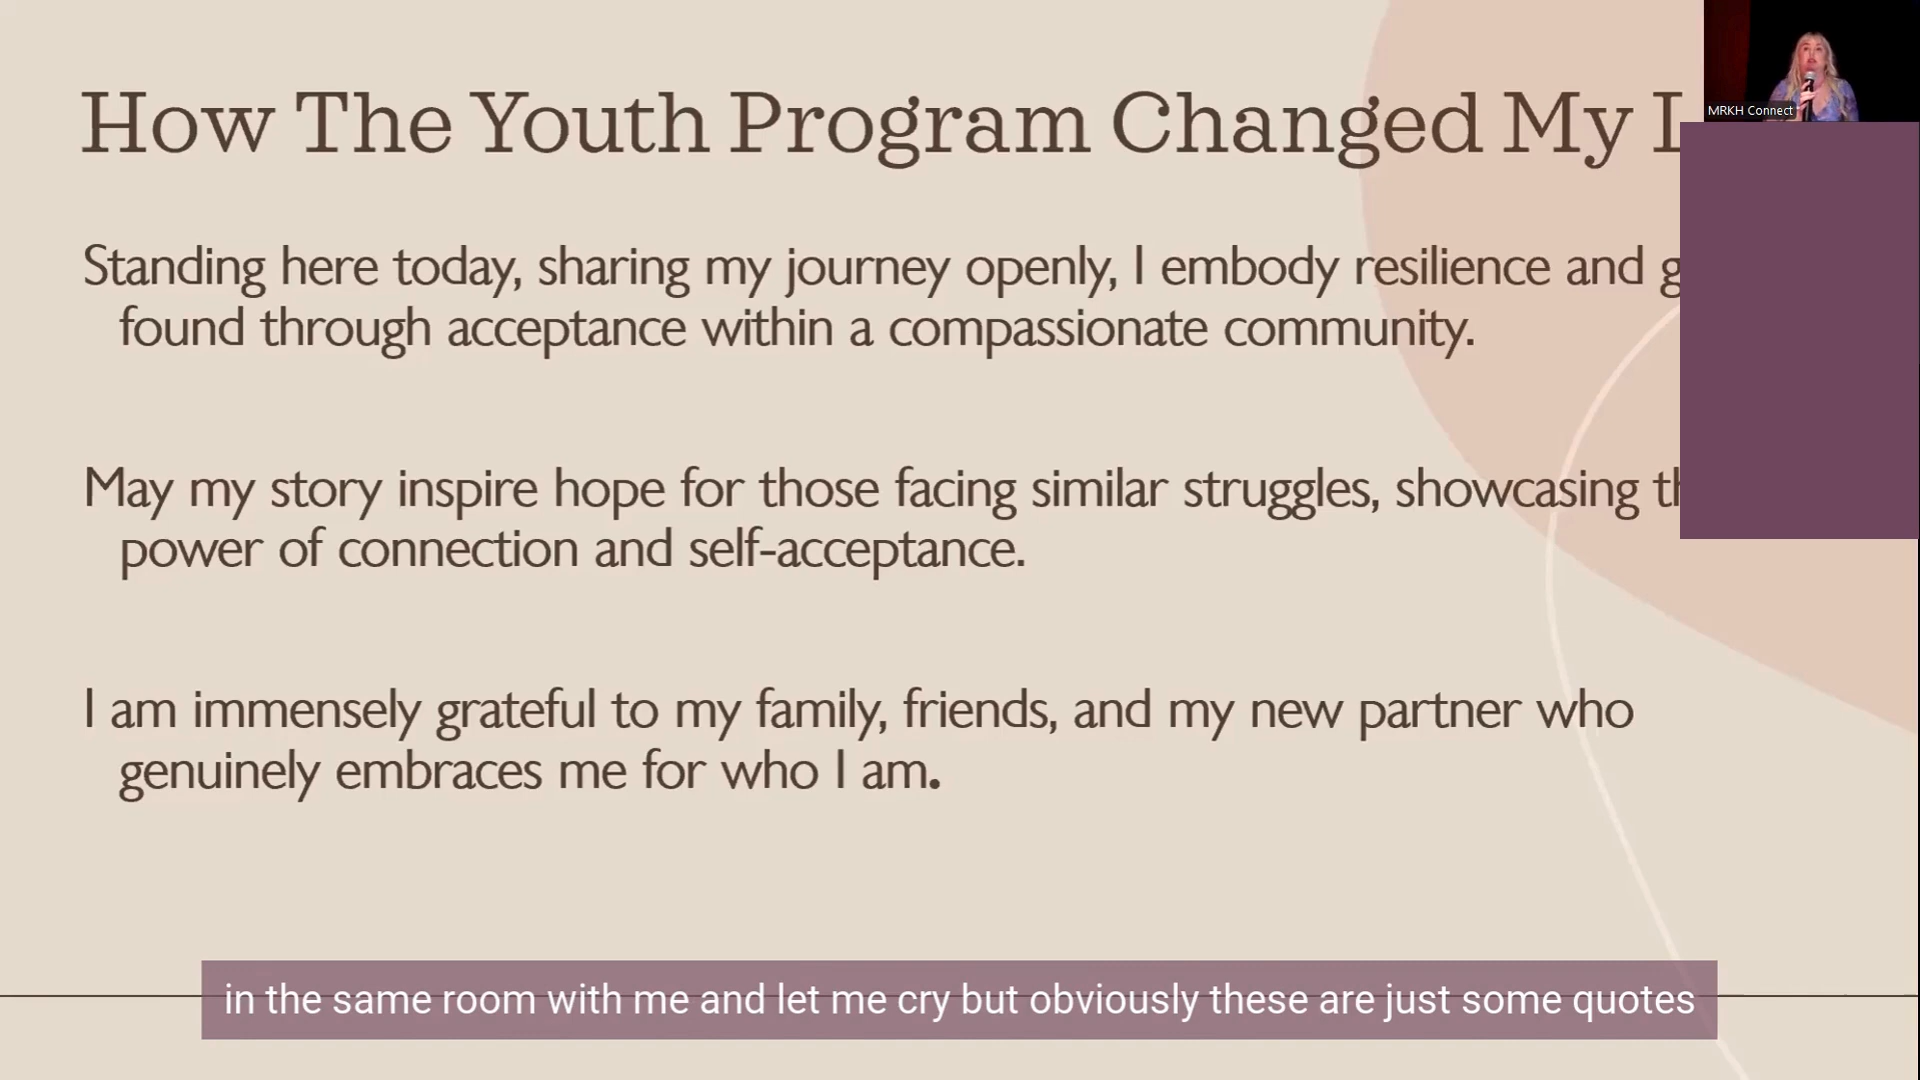 How The Youth Program Changed My L
MRKH Connect
Standing here today, sharing my journey openly, I embody resilience and g
found through acceptance within a compassionate community.
May my story inspire hope for those facing similar struggles, showcasing th
power of connection and self-acceptance.
I am immensely grateful to my family, friends, and my new partner who
genuinely embraces me for who I am.
in the same room with me and let me cry but obviously these are just some quotes